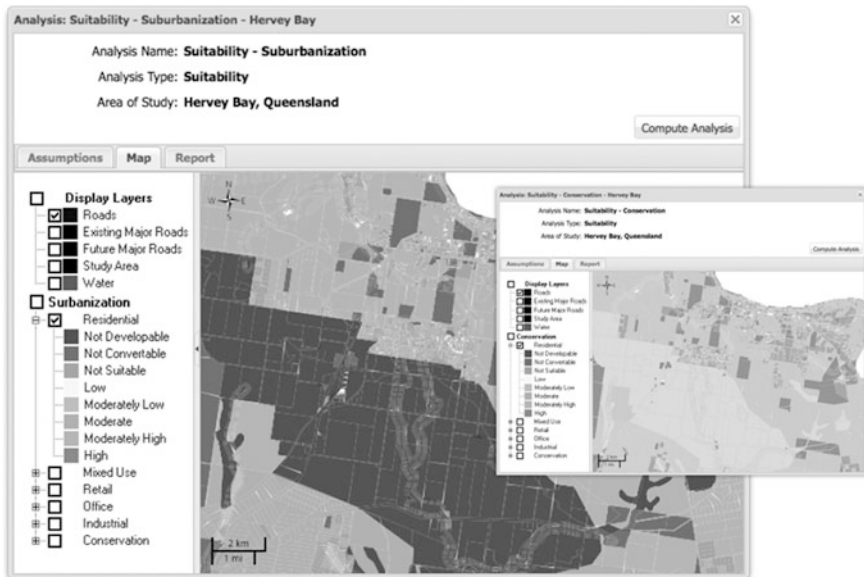 Analysis: Suitability - Suburbanization - Hervey Bay
Analysis Name: Suitability - Suburbanization
Analysis Type: Suitability
Area of Study: Hervey Bay, Queensland
Compute Analysis
Assumptions Map Report
Display Layers
Roads
Existing Major Roads
Future Major Roads
Study Area
Water
Surbanization
Residential
Not Developable
Not Convertable
Not Suitable
Low
Moderately Low
Moderate
Moderately High
High
Mixed Use
Retail
Office
Industrial
Conservation
N
W E
S
2 km
1 mi
Analysis: Suitability - Conservation - Hervey Bay
Analysis Name: Suitability - Conservation
Analysis Type: Suitability
Area of Study: Hervey Bay, Queensland
Compute Analysis
Assumptions Map Report
Display Layers
Roads
Existing Major Roads
Future Major Roads
Study Area
Water
Conservation
Residential
Not Developable
Not Convertable
Not Suitable
Low
Moderately Low
Moderate
Moderately High
High
Mixed Use
Retail
Office
Industrial
Conservation